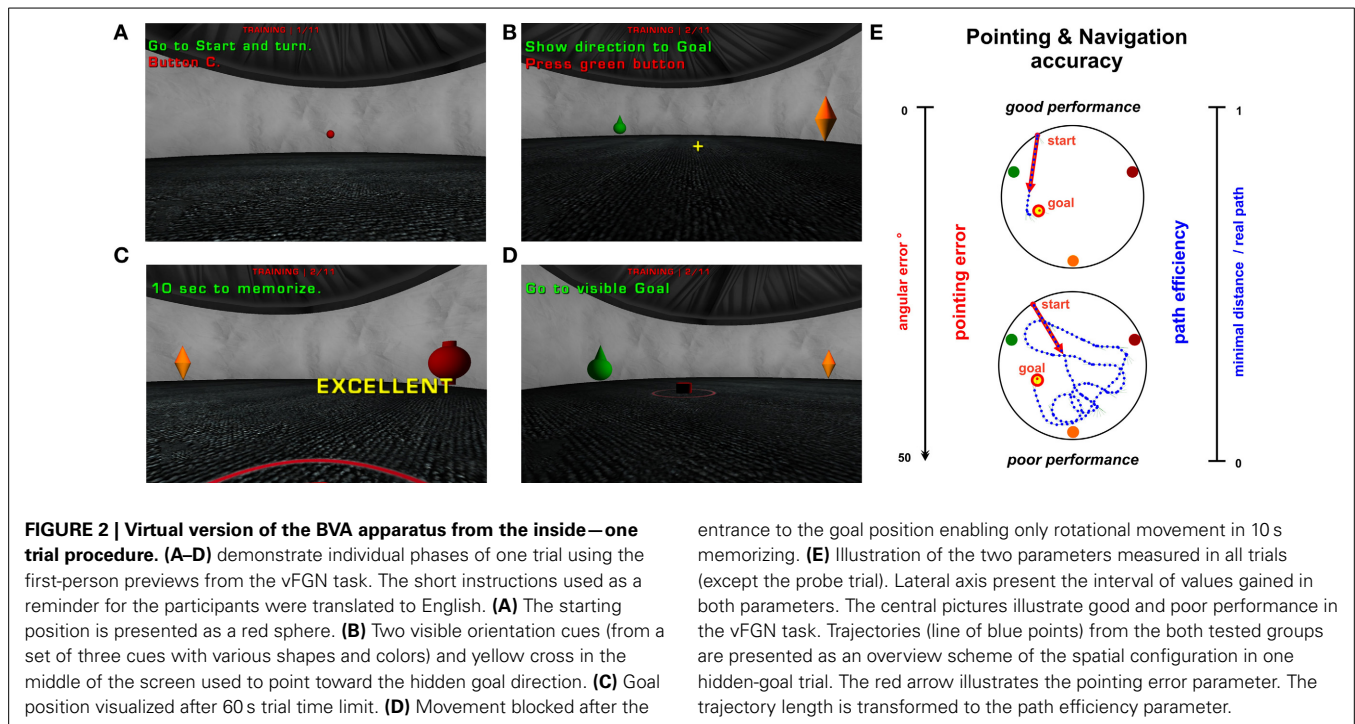 A
TRAINING | 1/11
Go to Start and turn.
Button C.
B
TRAINING | 2/11
Show direction to Goal
Press green button
C
TRAINING | 2/11
10 sec to memorize.
EXCELLENT
D
TRAINING | 2/11
Go to visible Goal
E
Pointing & Navigation
accuracy
0
good performance
1
start
goal
angular error °
pointing error
path efficiency
minimal distance / real path
start
goal
50
poor performance
0
FIGURE 2 | Virtual version of the BVA apparatus from the inside—one
trial procedure. (A–D) demonstrate individual phases of one trial using the
first-person previews from the vFGN task. The short instructions used as a
reminder for the participants were translated to English. (A) The starting
position is presented as a red sphere. (B) Two visible orientation cues (from a
set of three cues with various shapes and colors) and yellow cross in the
middle of the screen used to point toward the hidden goal direction. (C) Goal
position visualized after 60 s trial time limit. (D) Movement blocked after the
entrance to the goal position enabling only rotational movement in 10 s
memorizing. (E) Illustration of the two parameters measured in all trials
(except the probe trial). Lateral axis present the interval of values gained in
both parameters. The central pictures illustrate good and poor performance in
the vFGN task. Trajectories (line of blue points) from the both tested groups
are presented as an overview scheme of the spatial configuration in one
hidden-goal trial. The red arrow illustrates the pointing error parameter. The
trajectory length is transformed to the path efficiency parameter.